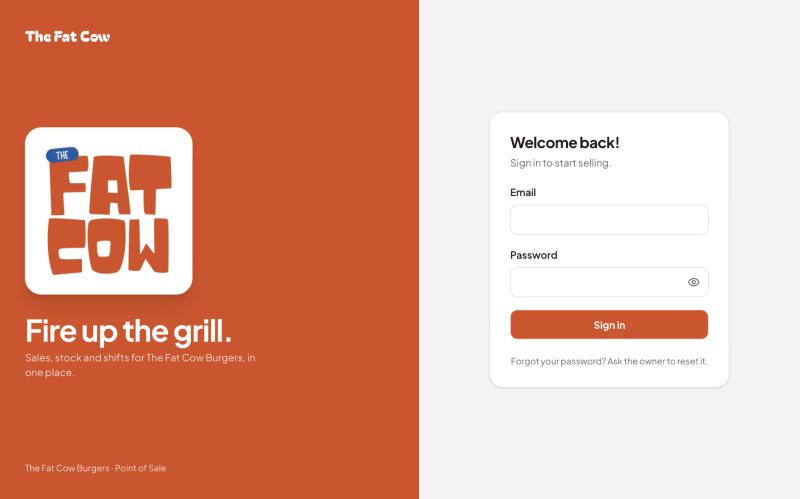 The Fat Cow
THE
FAT
COW
Fire up the grill.
Sales, stock and shifts for The Fat Cow Burgers, in
one place.
The Fat Cow Burgers · Point of Sale
Welcome back!
Sign in to start selling.
Email
Password
Sign in
Forgot your password? Ask the owner to reset it.